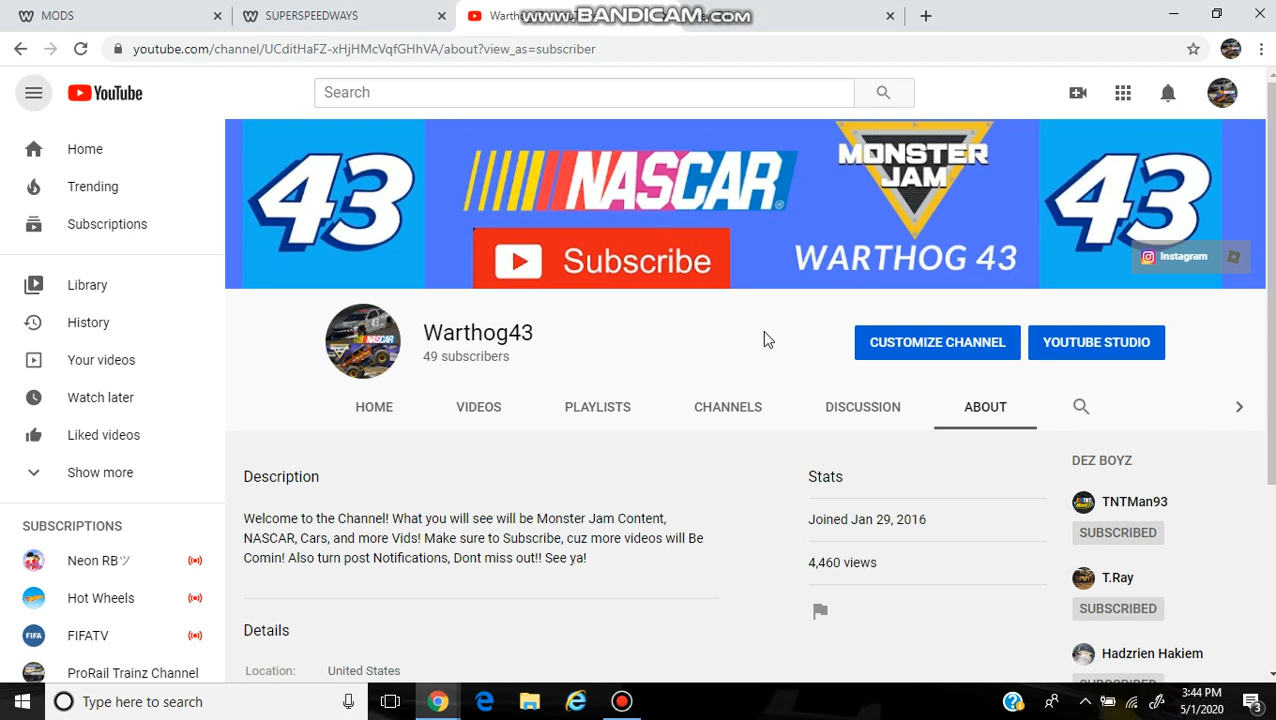 MODS
SUPERSPEEDWAYS
WWW.BANDICAM.COM
youtube.com/channel/UCditHaFZ-xHjHMcVqfGHhVA/about?view_as=subscriber
YouTube
Search
Home
Trending
Subscriptions
Library
History
Your videos
Watch later
Liked videos
Show more
SUBSCRIPTIONS
Neon RBツ
Hot Wheels
FIFATV
ProRail Trainz Channel
43
NASCAR
MONSTER
JAM
43
Subscribe
WARTHOG 43
Instagram
Warthog43
49 subscribers
CUSTOMIZE CHANNEL
YOUTUBE STUDIO
HOME
VIDEOS
PLAYLISTS
CHANNELS
DISCUSSION
ABOUT
Description
Welcome to the Channel! What you will see will be Monster Jam Content,
NASCAR, Cars, and more Vids! Make sure to Subscribe, cuz more videos will Be
Comin! Also turn post Notifications, Dont miss out!! See ya!
Details
Location: United States
Stats
Joined Jan 29, 2016
4,460 views
DEZ BOYZ
TNTMan93
SUBSCRIBED
T.Ray
SUBSCRIBED
Hadzrien Hakiem
SUBSCRIBED
Type here to search
3:44 PM
5/1/2020
3